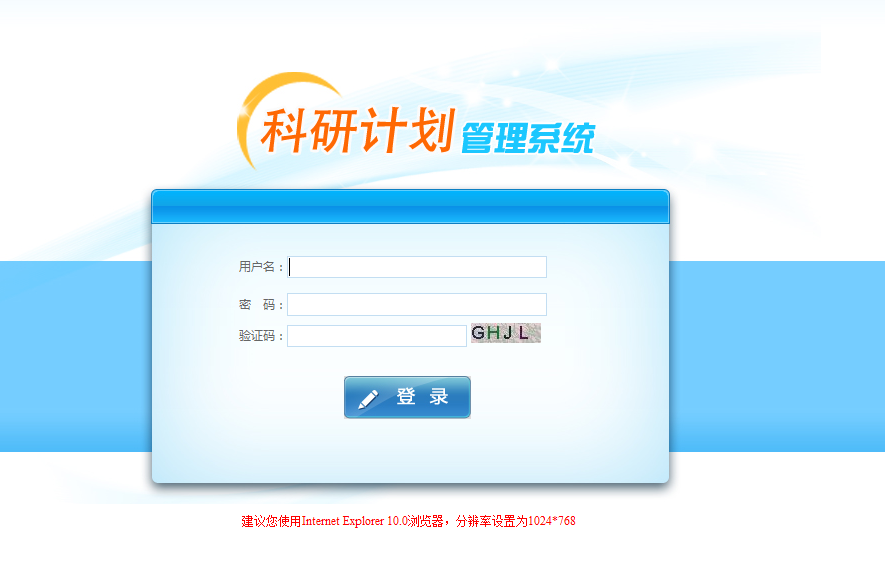 科研计划管理系统
用户名：
密 码：
验证码： GHJL
登 录
建议您使用Internet Explorer 10.0浏览器，分辨率设置为1024*768